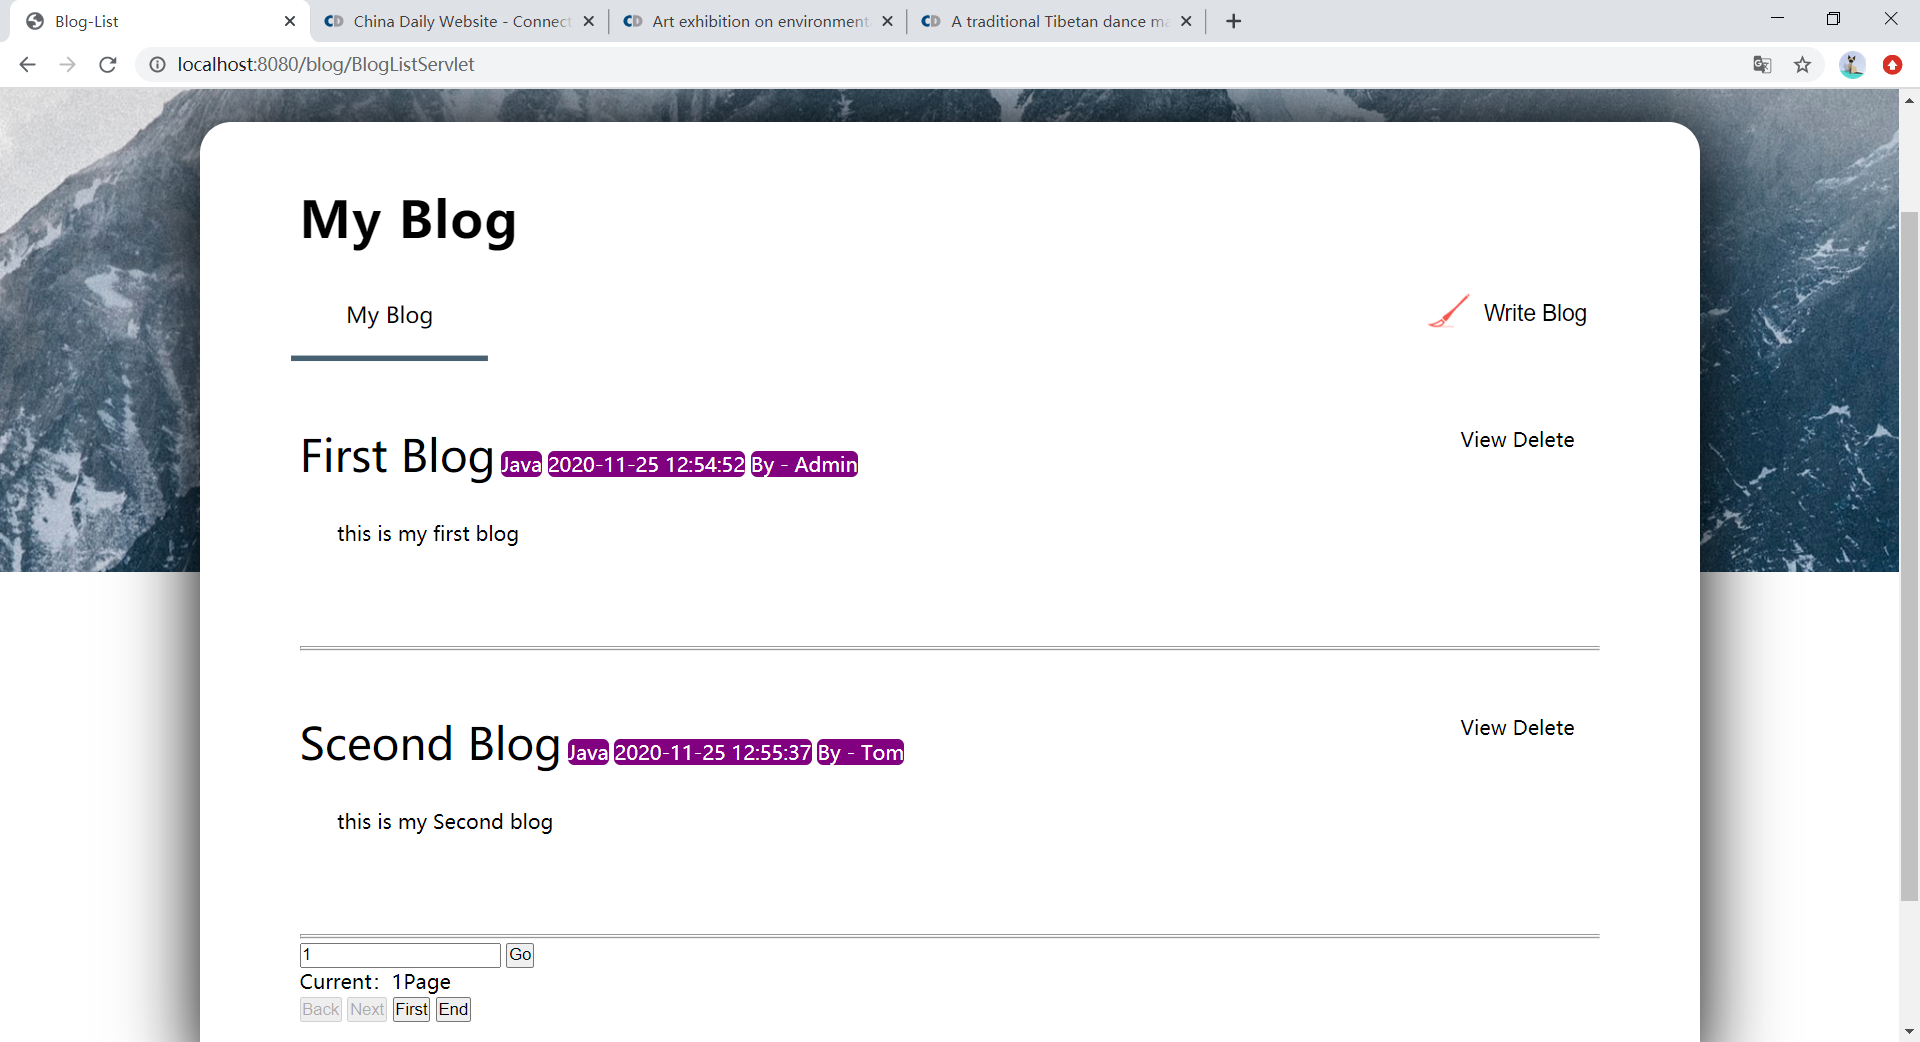 Blog-List
China Daily Website - Connect
Art exhibition on environment
A traditional Tibetan dance ma
localhost:8080/blog/BlogListServlet
My Blog
My Blog
Write Blog
First Blog Java 2020-11-25 12:54:52 By - Admin
View Delete
this is my first blog
Sceond Blog Java 2020-11-25 12:55:37 By - Tom
View Delete
this is my Second blog
1 Go
Current： 1Page
Back Next First End